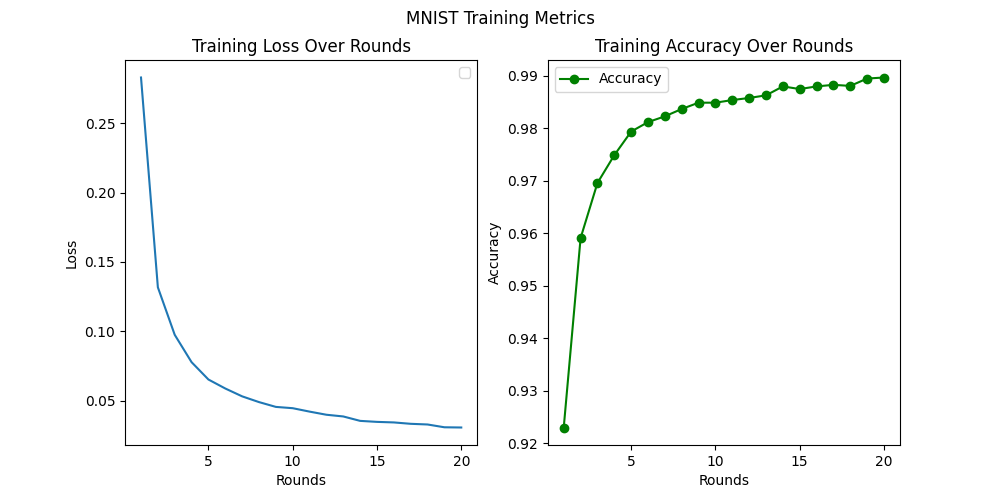 MNIST Training Metrics
Training Loss Over Rounds
0.25
0.20
0.15
0.10
0.05
Loss
5
10
15
20
Rounds
Training Accuracy Over Rounds
Accuracy
0.99
0.98
0.97
0.96
0.95
0.94
0.93
0.92
Accuracy
5
10
15
20
Rounds